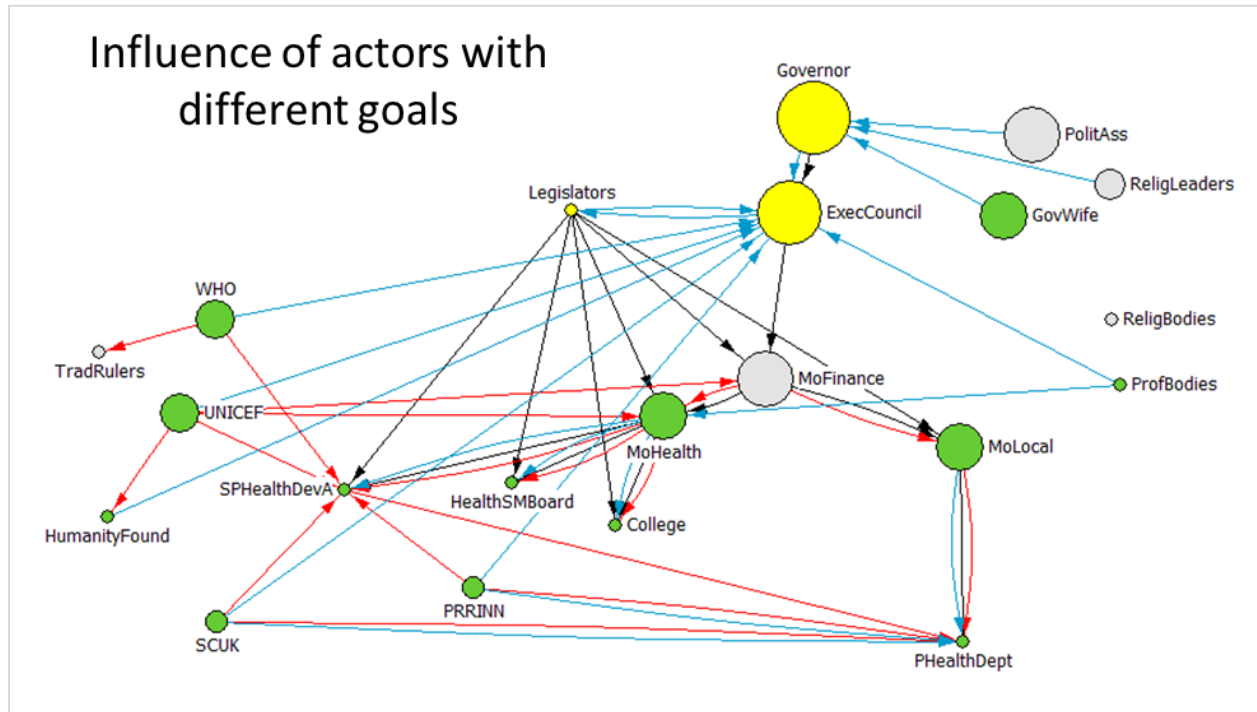 Influence of actors with
different goals
Governor
PolitAss
ReligLeaders
Legislators
ExecCouncil
GovWife
WHO
ReligBodies
TradRulers
MoFinance
ProfBodies
UNICEF
MoHealth
MoLocal
SPHealthDevA
HealthSMBoard
College
HumanityFound
PRRINN
SCUK
PHealthDept